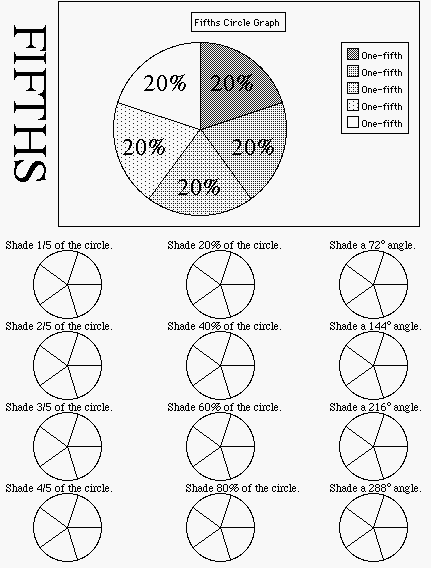 FIFTHS
Fifths Circle Graph
20%
20%
20%
20%
20%
One-fifth
One-fifth
One-fifth
One-fifth
One-fifth
Shade 1/5 of the circle.
Shade 20% of the circle.
Shade a 72° angle.
Shade 2/5 of the circle.
Shade 40% of the circle.
Shade a 144° angle.
Shade 3/5 of the circle.
Shade 60% of the circle.
Shade a 216° angle.
Shade 4/5 of the circle.
Shade 80% of the circle.
Shade a 288° angle.